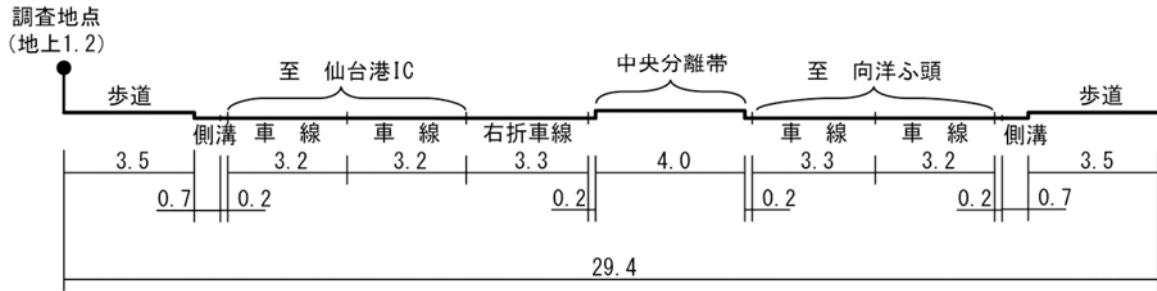 調査地点
(地上1.2)
至 仙台港IC
中央分離帯
至 向洋ふ頭
歩道
歩道
側溝 車 線 車 線 右折車線 車 線 車 線 側溝
3.5 3.2 3.2 3.3 4.0 3.3 3.2 3.5
0.7 0.2 0.2 0.2 0.2 0.7
29.4